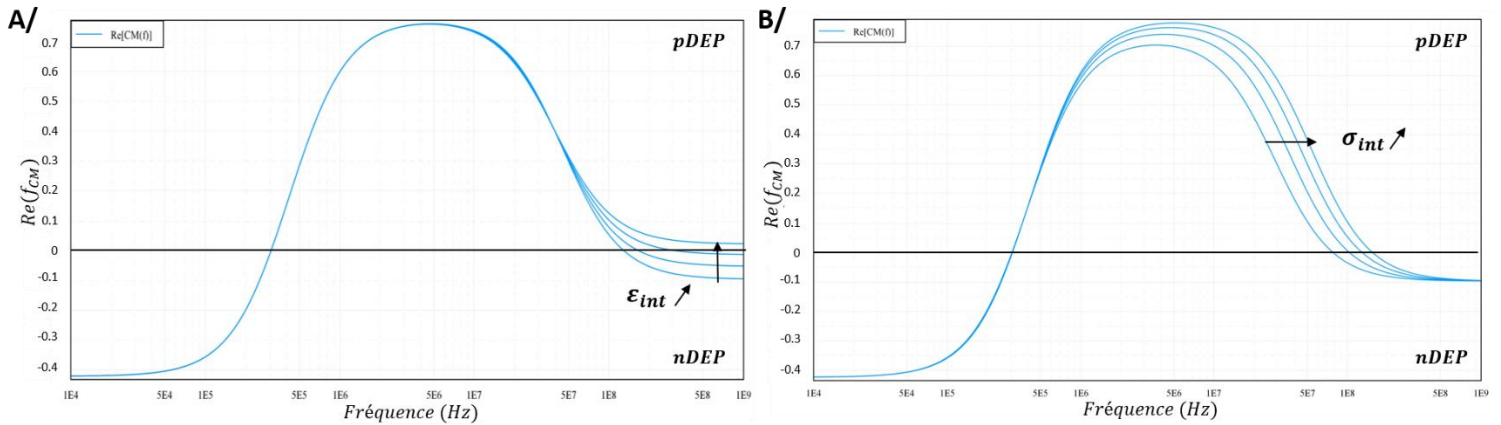 A/
Re[CM(f)]
pDEP
0.7
0.6
0.5
0.4
0.3
0.2
0.1
0
-0.1
-0.2
-0.3
-0.4
Re(f_CM)
ε_int ↗
nDEP
1E4 5E4 1E5 5E5 1E6 5E6 1E7 5E7 1E8 5E8 1E9
Fréquence (Hz)
B/
Re[CM(f)]
pDEP
0.7
0.6
0.5
0.4
0.3
0.2
0.1
0
-0.1
-0.2
-0.3
-0.4
Re(f_CM)
σ_int ↗
nDEP
1E4 5E4 1E5 5E5 1E6 5E6 1E7 5E7 1E8 5E8 1E9
Fréquence (Hz)